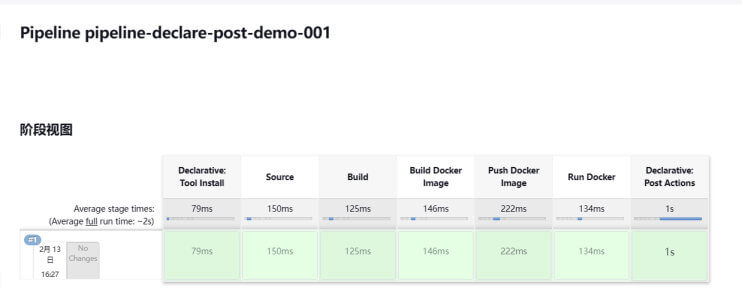 Pipeline pipeline-declare-post-demo-001
阶段视图
Declarative: Tool Install
Source
Build
Build Docker Image
Push Docker Image
Run Docker
Declarative: Post Actions
Average stage times:
(Average full run time: ~2s)
79ms
150ms
125ms
146ms
222ms
134ms
1s
#1
2月 13日
16:27
No Changes
79ms
150ms
125ms
146ms
222ms
134ms
1s